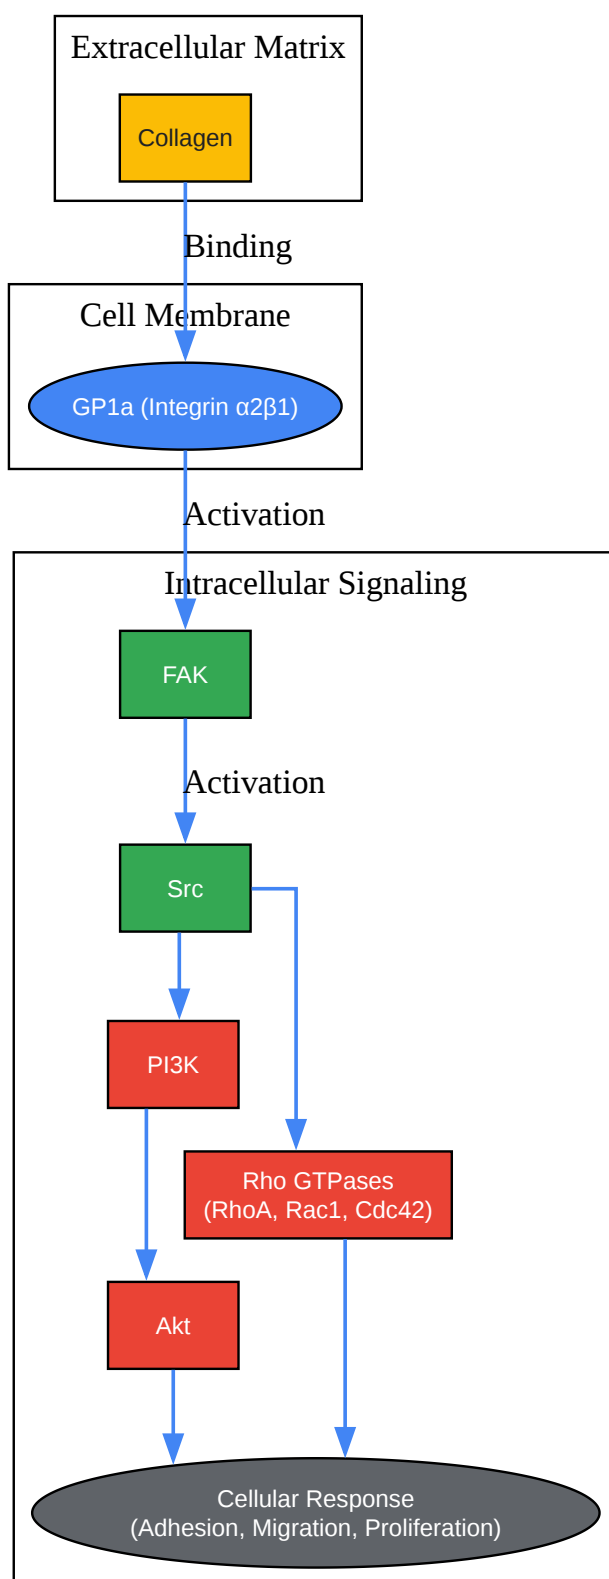 Extracellular Matrix
Collagen
Binding
Cell Membrane
GP1a (Integrin α2β1)
Activation
Intracellular Signaling
FAK
Activation
Src
PI3K
Rho GTPases
(RhoA, Rac1, Cdc42)
Akt
Cellular Response
(Adhesion, Migration, Proliferation)